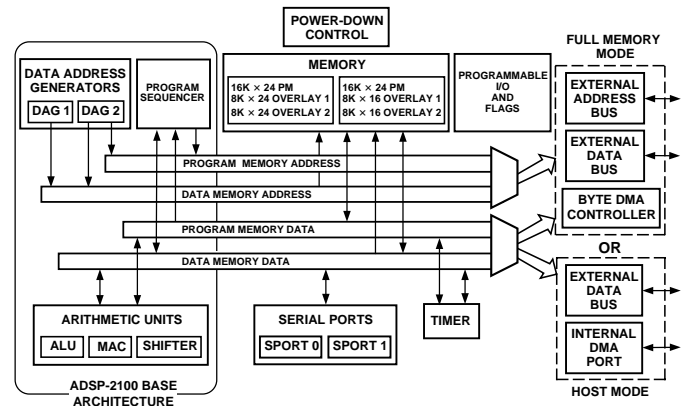 POWER-DOWN
CONTROL
FULL MEMORY
MODE
DATA ADDRESS
GENERATORS
DAG 1
DAG 2
PROGRAM
SEQUENCER
MEMORY
16K × 24 PM
8K × 24 OVERLAY 1
8K × 24 OVERLAY 2
16K × 24 PM
8K × 16 OVERLAY 1
8K × 16 OVERLAY 2
PROGRAMMABLE
I/O
AND
FLAGS
EXTERNAL
ADDRESS
BUS
EXTERNAL
DATA
BUS
BYTE DMA
CONTROLLER
OR
PROGRAM MEMORY ADDRESS
DATA MEMORY ADDRESS
PROGRAM MEMORY DATA
DATA MEMORY DATA
EXTERNAL
DATA
BUS
INTERNAL
DMA
PORT
HOST MODE
ARITHMETIC UNITS
ALU
MAC
SHIFTER
SERIAL PORTS
SPORT 0
SPORT 1
TIMER
ADSP-2100 BASE
ARCHITECTURE